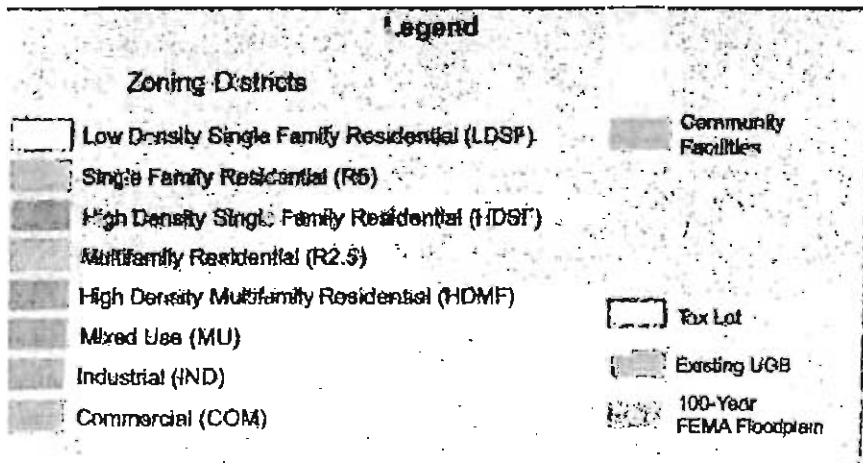 Legend
Zoning Districts
Low Density Single Family Residential (LDSF)
Single Family Residential (R5)
High Density Single Family Residential (HDSF)
Multifamily Residential (R2.5)
High Density Multifamily Residential (HDMF)
Mixed Use (MU)
Industrial (IND)
Commercial (COM)
Community
Facilities
Tax Lot
Existing UGB
100-Year
FEMA Floodplain